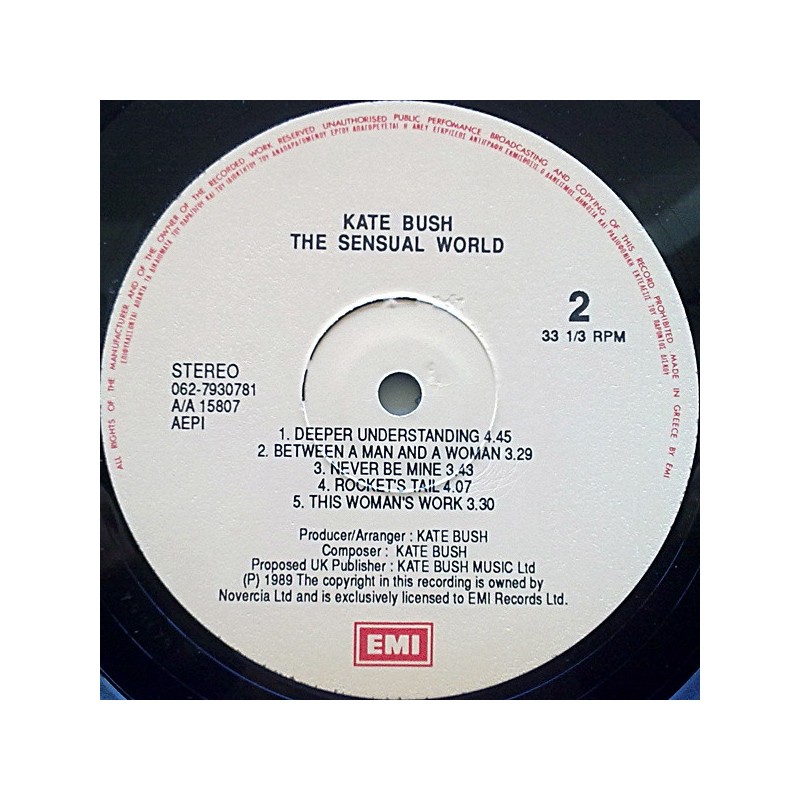 ALL RIGHTS OF THE MANUFACTURER AND OF THE OWNER OF THE RECORDED WORK RESERVED UNAUTHORISED PUBLIC PERFOMANCE BROADCASTING AND COPYING OF THIS RECORD PROHIBITED MADE IN GREECE BY EMI
KATE BUSH
THE SENSUAL WORLD
2
33 1/3 RPM
STEREO
062-7930781
A/A 15807
AEPI
1. DEEPER UNDERSTANDING 4.45
2. BETWEEN A MAN AND A WOMAN 3.29
3. NEVER BE MINE 3.43
4. ROCKET'S TAIL 4.07
5. THIS WOMAN'S WORK 3.30
Producer/Arranger : KATE BUSH
Composer : KATE BUSH
Proposed UK Publisher : KATE BUSH MUSIC Ltd
(P) 1989 The copyright in this recording is owned by
Novercia Ltd and is exclusively licensed to EMI Records Ltd.
EMI